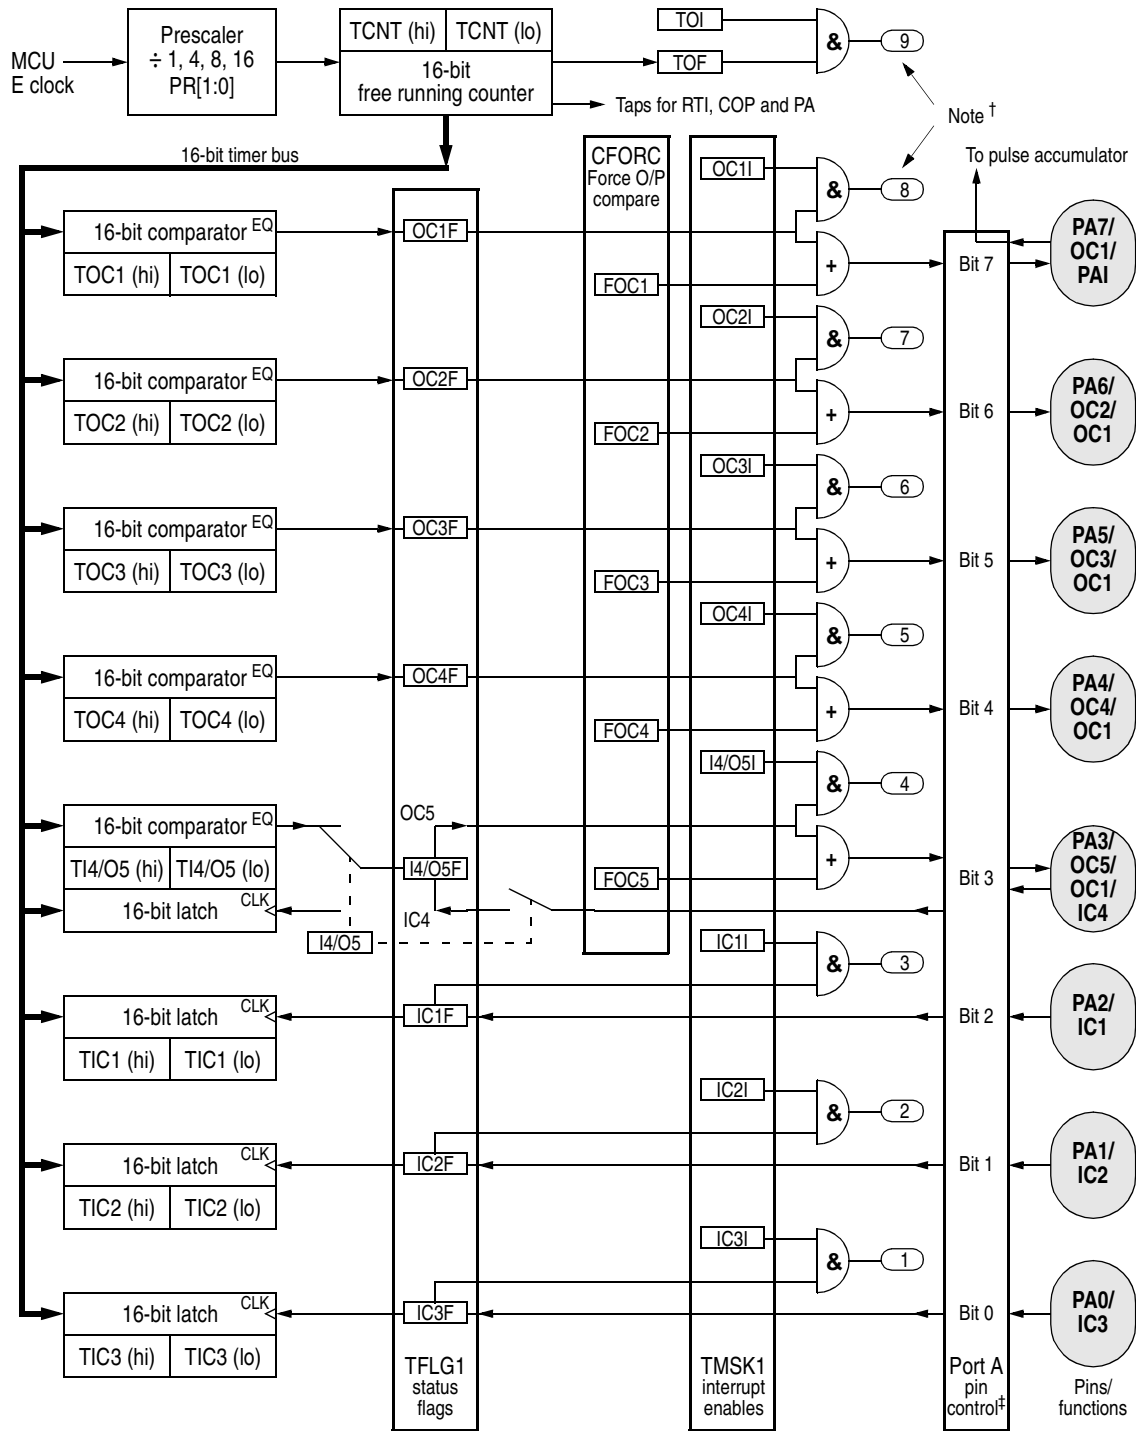 MCU
E clock
Prescaler
÷ 1, 4, 8, 16
PR[1:0]
TCNT (hi) TCNT (lo)
16-bit
free running counter
TOI
TOF
&
9
Taps for RTI, COP and PA
Note †
16-bit timer bus
CFORC
Force O/P
compare
OC1I
&
8
To pulse accumulator
16-bit comparator EQ
TOC1 (hi) TOC1 (lo)
OC1F
FOC1
+
Bit 7
PA7/
OC1/
PAI
OC2I
&
7
16-bit comparator EQ
TOC2 (hi) TOC2 (lo)
OC2F
FOC2
+
Bit 6
PA6/
OC2/
OC1
OC3I
&
6
16-bit comparator EQ
TOC3 (hi) TOC3 (lo)
OC3F
FOC3
+
Bit 5
PA5/
OC3/
OC1
OC4I
&
5
16-bit comparator EQ
TOC4 (hi) TOC4 (lo)
OC4F
FOC4
+
Bit 4
PA4/
OC4/
OC1
I4/O5I
&
4
16-bit comparator EQ
TI4/O5 (hi) TI4/O5 (lo)
16-bit latch CLK
OC5
I4/O5F
IC4
I4/O5
FOC5
+
Bit 3
PA3/
OC5/
OC1/
IC4
IC1I
&
3
16-bit latch CLK
TIC1 (hi) TIC1 (lo)
IC1F
Bit 2
PA2/
IC1
IC2I
&
2
16-bit latch CLK
TIC2 (hi) TIC2 (lo)
IC2F
Bit 1
PA1/
IC2
IC3I
&
1
16-bit latch CLK
TIC3 (hi) TIC3 (lo)
IC3F
Bit 0
PA0/
IC3
TFLG1
status
flags
TMSK1
interrupt
enables
Port A
pin
control‡
Pins/
functions